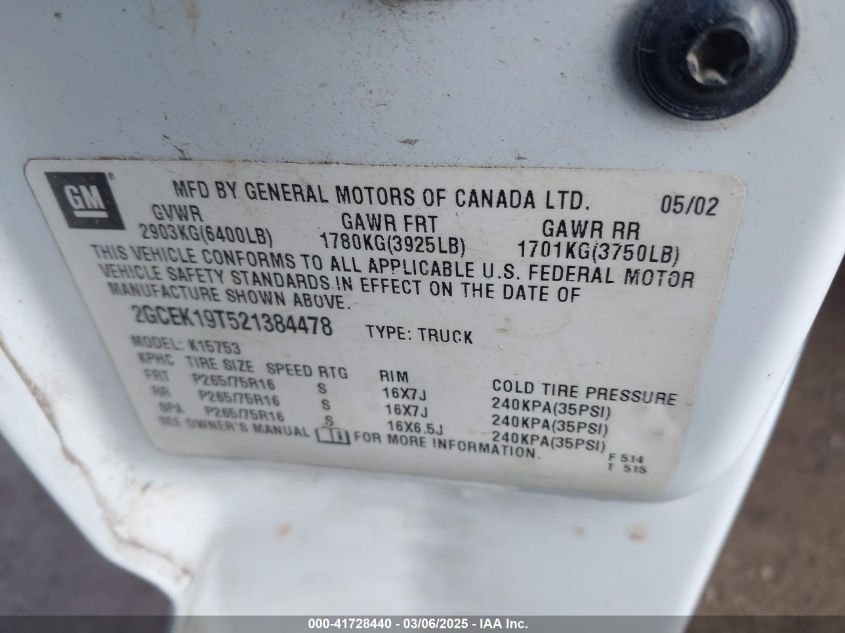 GM
MFD BY GENERAL MOTORS OF CANADA LTD. 05/02
GVWR GAWR FRT GAWR RR
2903KG(6400LB) 1780KG(3925LB) 1701KG(3750LB)
THIS VEHICLE CONFORMS TO ALL APPLICABLE U.S. FEDERAL MOTOR
VEHICLE SAFETY STANDARDS IN EFFECT ON THE DATE OF
MANUFACTURE SHOWN ABOVE.
2GCEK19T521384478 TYPE: TRUCK
MODEL: K15753
KPHC TIRE SIZE SPEED RTG RIM COLD TIRE PRESSURE
FRT P265/75R16 S 16X7J 240KPA(35PSI)
RR P265/75R16 S 16X7J 240KPA(35PSI)
SPA P265/75R16 S 16X6.5J 240KPA(35PSI)
SEE OWNER'S MANUAL FOR MORE INFORMATION.
F 514
T 515
000-41728440 - 03/06/2025 - IAA Inc.